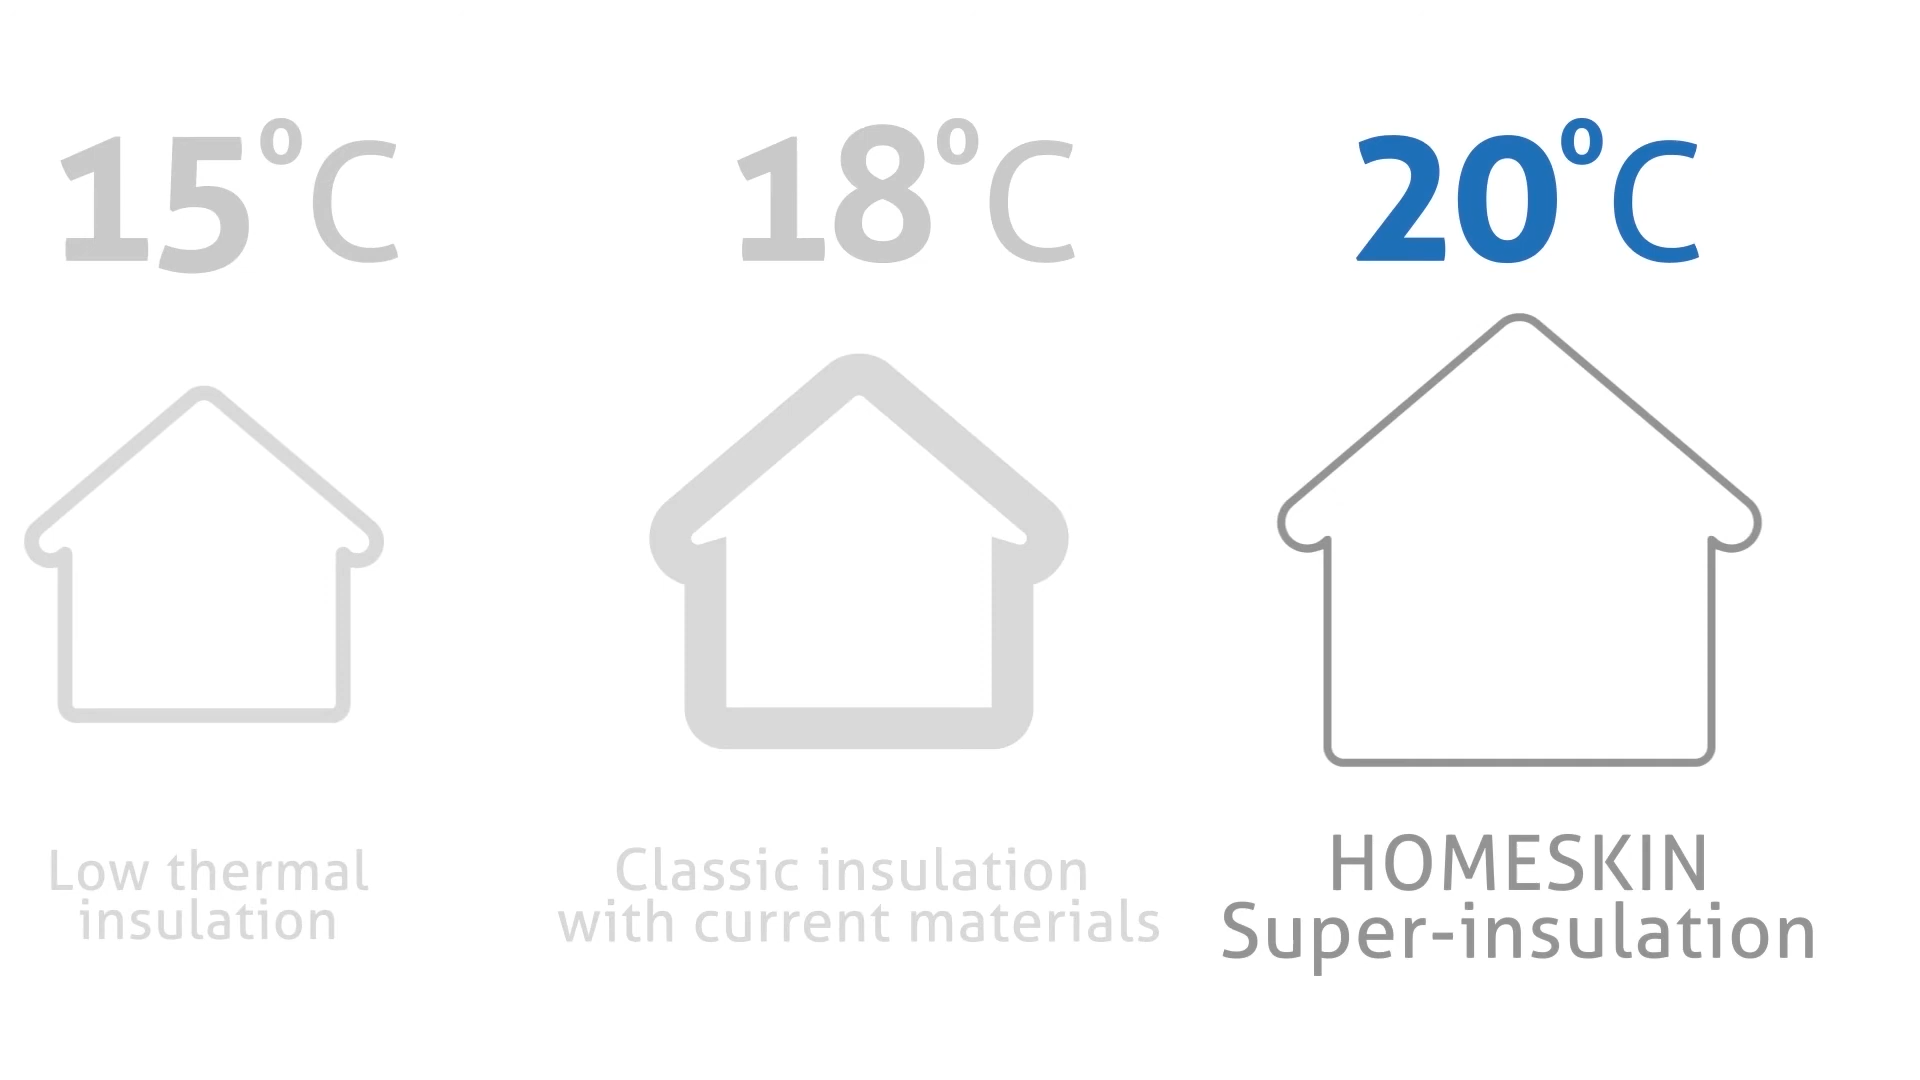 15°C
18°C
20°C
Low thermal
insulation
Classic insulation
with current materials
HOMESKIN
Super-insulation